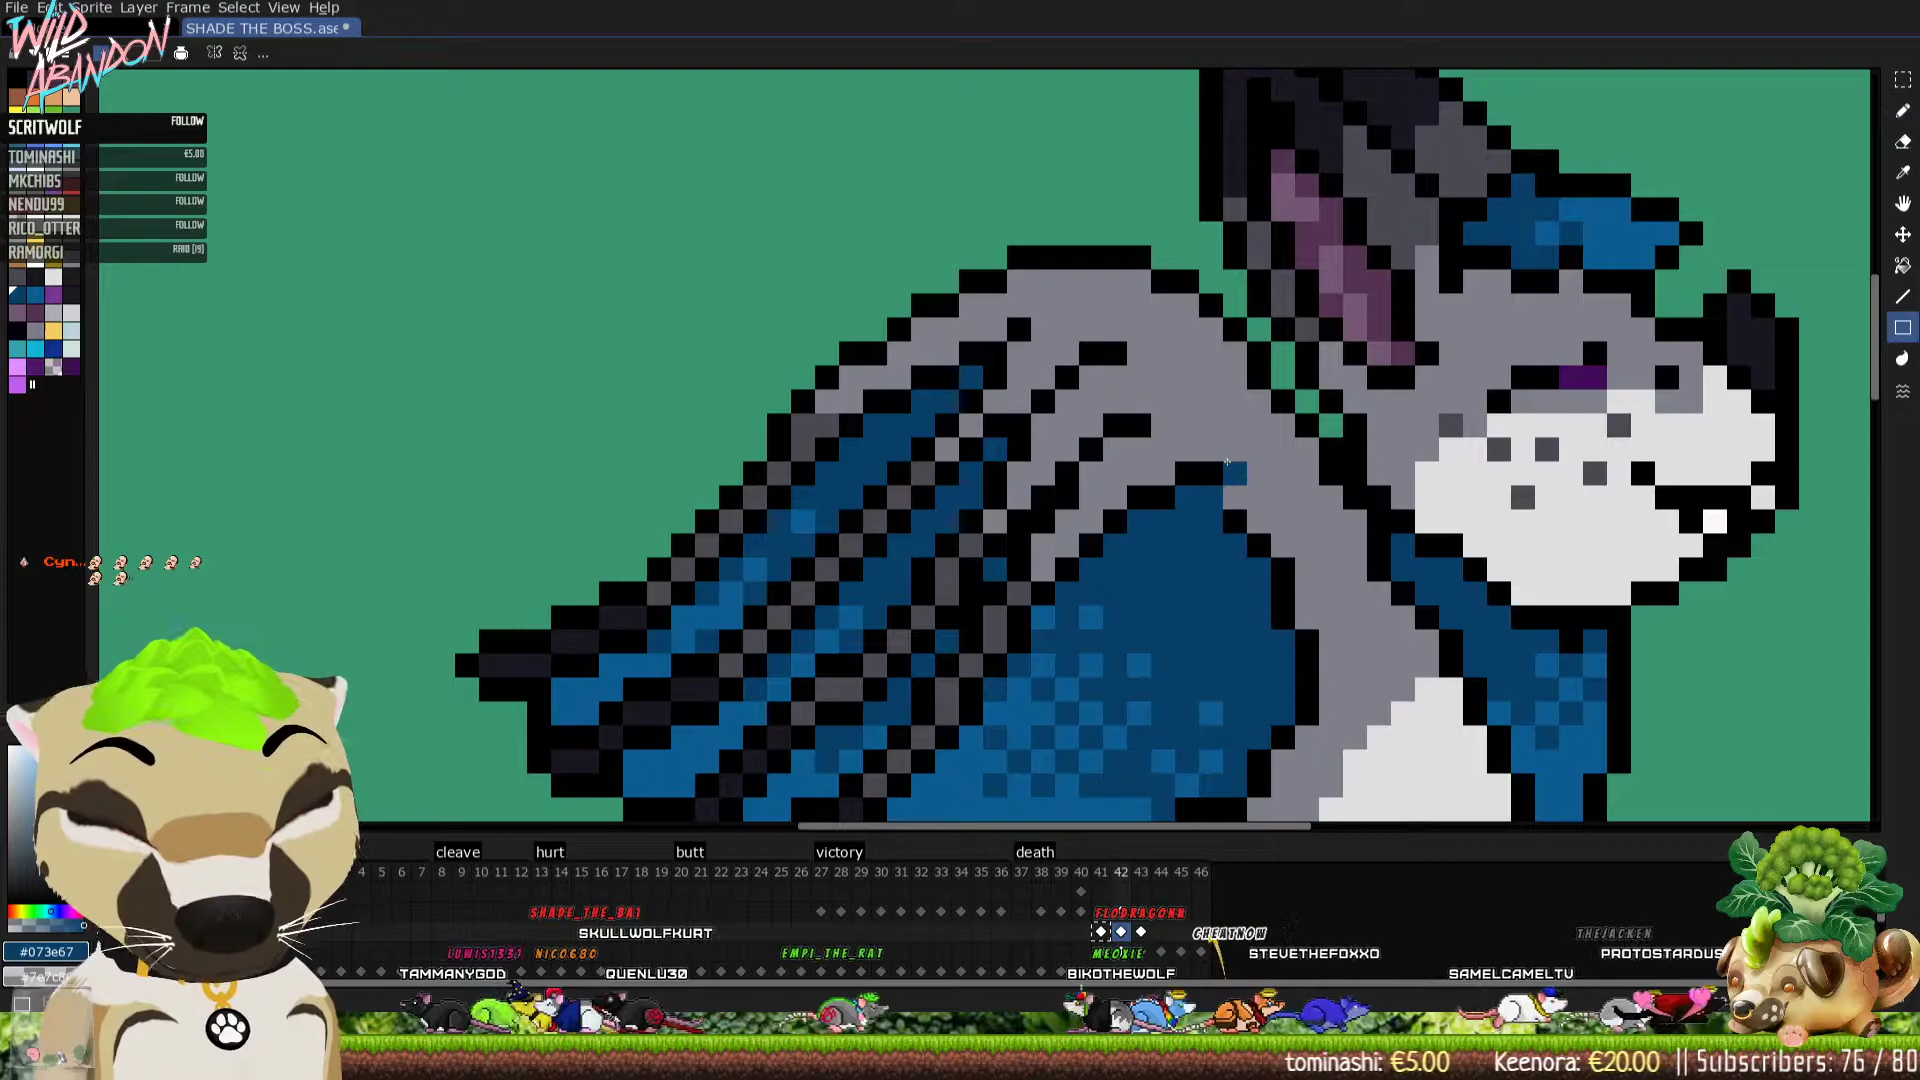 File Edit Sprite Layer Frame Select View Help
WILD ABANDON
SHADE THE BOSS.ase
...
SCRITWOLF FOLLOW
TOMINASHI €5.00
MKCHIBS FOLLOW
NENDU99 FOLLOW
RICO_OTTER FOLLOW
RAMORGI RAID [19]
Cyn...
cleave hurt butt victory death
4 5 6 7 8 9 10 11 12 13 14 15 16 17 18 19 20 21 22 23 24 25 26 27 28 29 30 31 32 33 34 35 36 37 38 39 40 41 42 43 44 45 46
SHADE_THE_BAT FLODRAGONN
SKULLWOLFKURT CHEATNOW THEJACKEN
#073e67
LUWIS1331 NICO680 EMPI_THE_RAT MEOXIE STEVETHEFOXXO PROTOSTARDUS
TAMMANYGOD QUENLU30 BIKOTHEWOLF SAMELCAMELTV
tominashi: €5.00 Keenora: €20.00 || Subscribers: 76 / 80